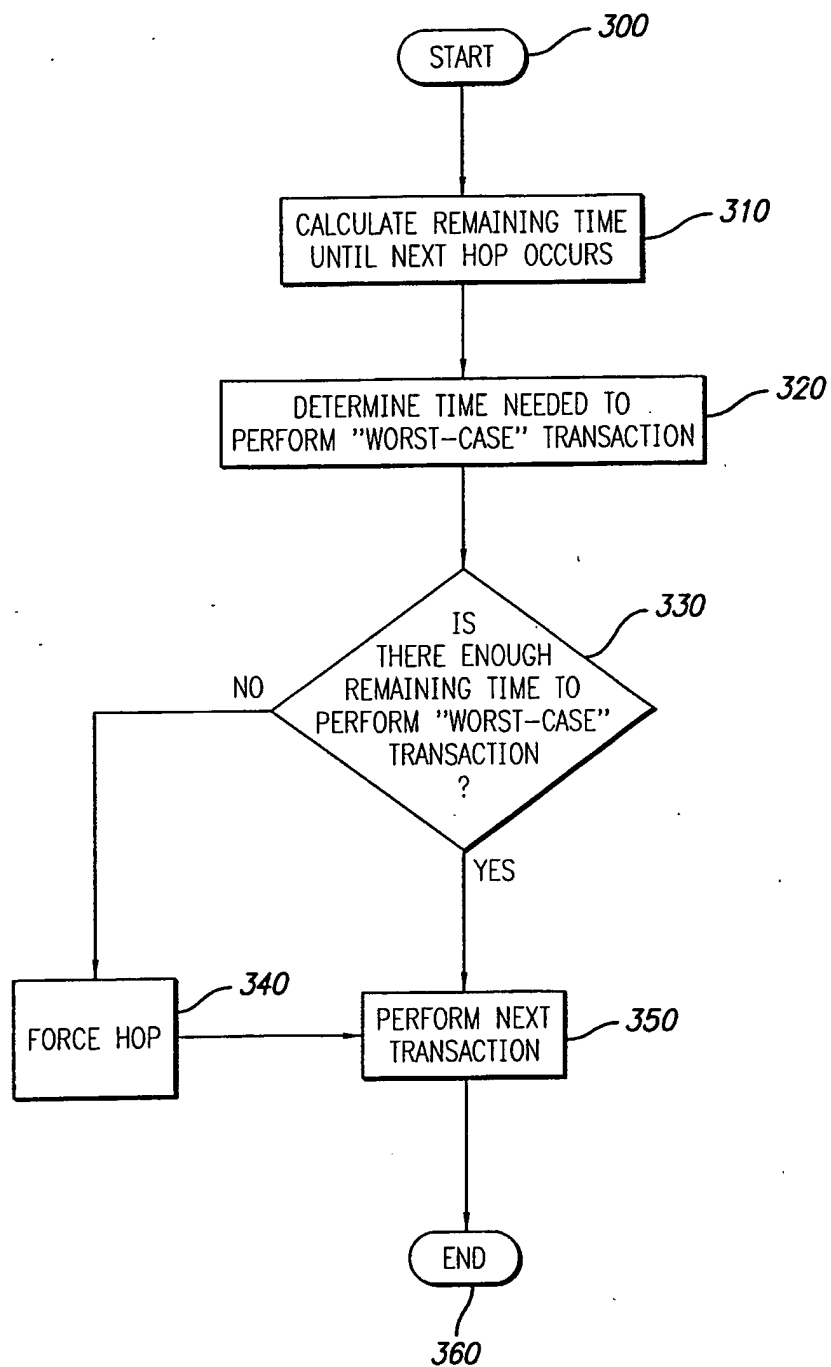 300
START
310
CALCULATE REMAINING TIME
UNTIL NEXT HOP OCCURS
320
DETERMINE TIME NEEDED TO
PERFORM "WORST-CASE" TRANSACTION
330
IS
THERE ENOUGH
REMAINING TIME TO
PERFORM "WORST-CASE"
TRANSACTION
?
NO
YES
340
FORCE HOP
350
PERFORM NEXT
TRANSACTION
END
360